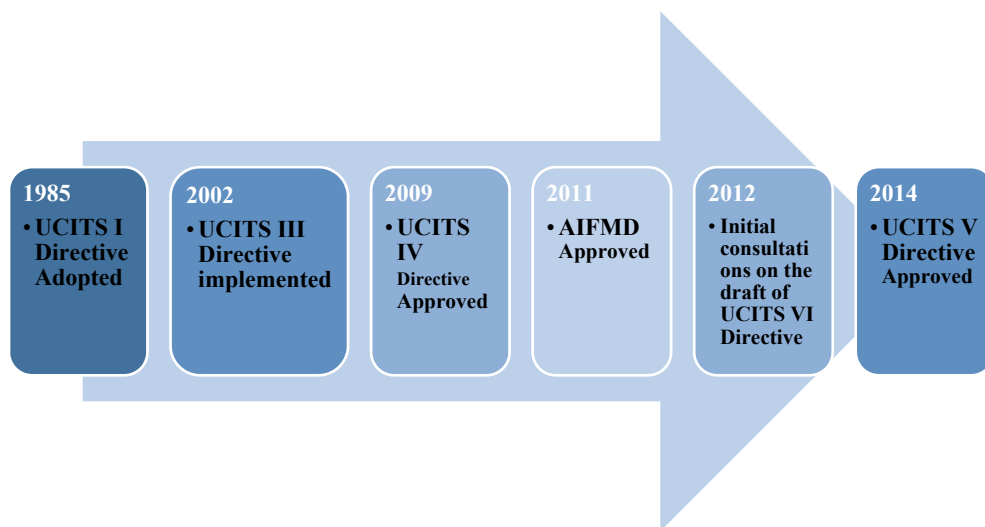 1985
• UCITS I
Directive
Adopted
2002
• UCITS III
Directive
implemented
2009
• UCITS
IV
Directive
Approved
2011
• AIFMD
Approved
2012
• Initial
consultati
ons on the
draft of
UCITS VI
Directive
2014
• UCITS V
Directive
Approved